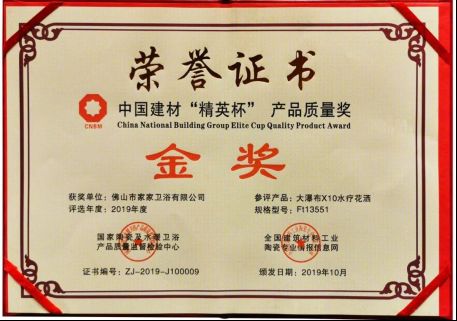 荣誉证书
CNBM
中国建材“精英杯” 产品质量奖
China National Building Group Elite Cup Quality Product Award
金奖
获奖单位：佛山市家家卫浴有限公司
参评产品：大瀑布X10水疗花洒
评选年度：2019年度
规格型号：Ft13551
国家陶瓷及水暖卫浴
产品质量监督检验中心
全国建筑材料工业
陶瓷专业情报信息网
证书编号：ZJ-2019-J100009
颁发日期：2019年10月